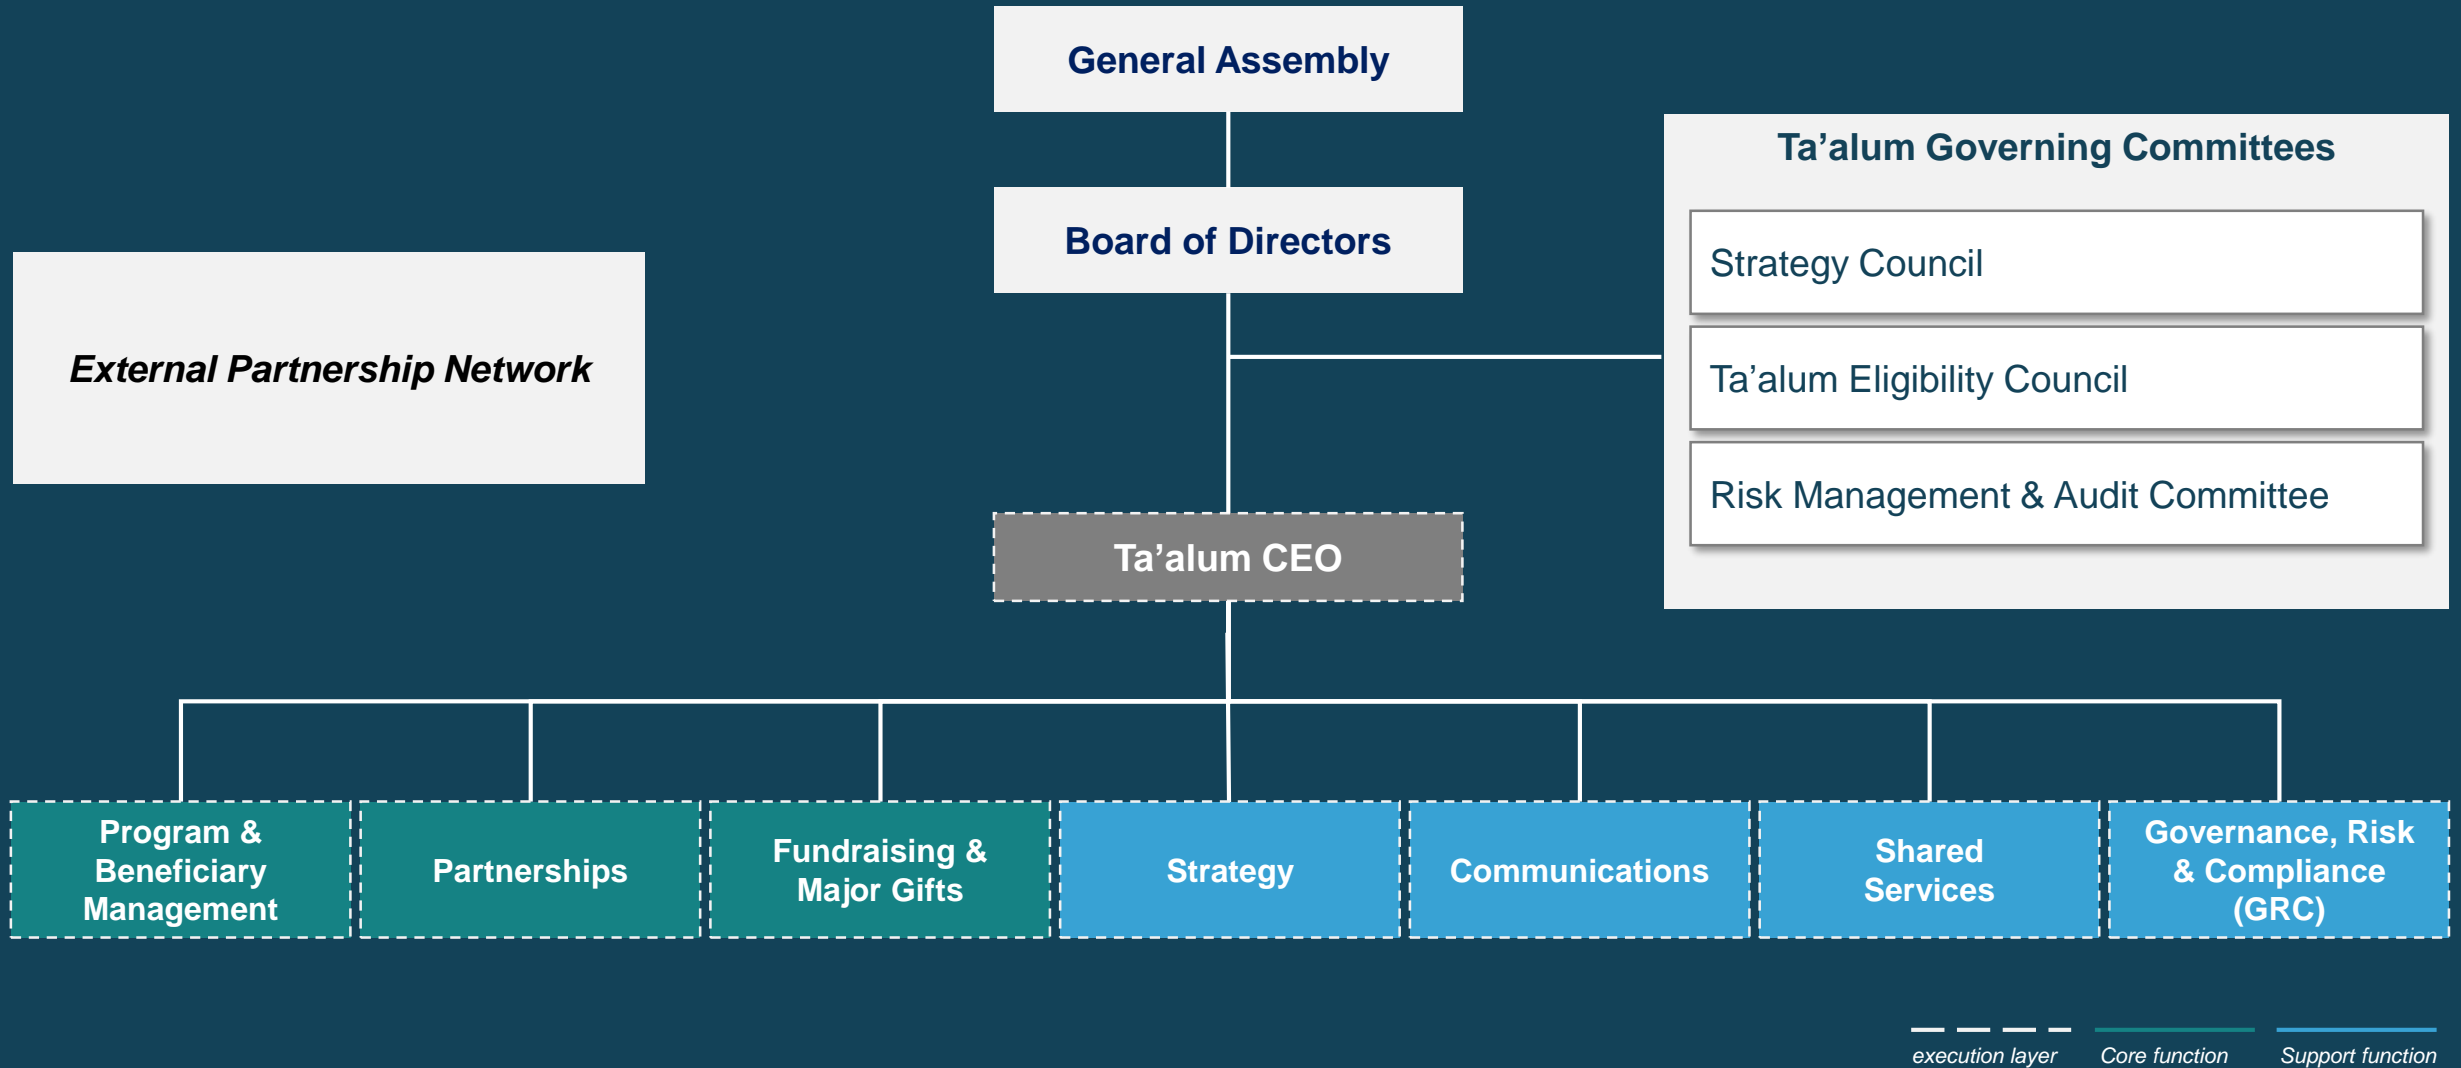 General Assembly
Board of Directors
External Partnership Network
Ta’alum Governing Committees
Strategy Council
Ta’alum Eligibility Council
Risk Management & Audit Committee
Ta’alum CEO
Program &
Beneficiary
Management
Partnerships
Fundraising &
Major Gifts
Strategy
Communications
Shared
Services
Governance, Risk
& Compliance
(GRC)
execution layer
Core function
Support function